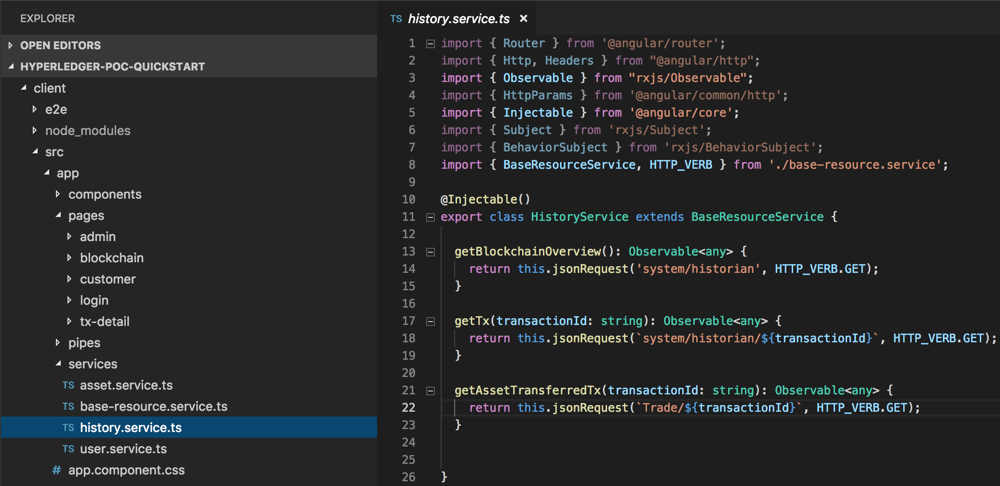 EXPLORER
OPEN EDITORS
HYPERLEDGER-POC-QUICKSTART
client
e2e
node_modules
src
app
components
pages
admin
blockchain
customer
login
tx-detail
pipes
services
TS asset.service.ts
TS base-resource.service.ts
TS history.service.ts
TS user.service.ts
# app.component.css
TS history.service.ts ×
1 import { Router } from '@angular/router';
2 import { Http, Headers } from "@angular/http";
3 import { Observable } from "rxjs/Observable";
4 import { HttpParams } from '@angular/common/http';
5 import { Injectable } from '@angular/core';
6 import { Subject } from 'rxjs/Subject';
7 import { BehaviorSubject } from 'rxjs/BehaviorSubject';
8 import { BaseResourceService, HTTP_VERB } from './base-resource.service';
9
10 @Injectable()
11 export class HistoryService extends BaseResourceService {
12
13 getBlockchainOverview(): Observable<any> {
14 return this.jsonRequest('system/historian', HTTP_VERB.GET);
15 }
16
17 getTx(transactionId: string): Observable<any> {
18 return this.jsonRequest(`system/historian/${transactionId}`, HTTP_VERB.GET);
19 }
20
21 getAssetTransferredTx(transactionId: string): Observable<any> {
22 return this.jsonRequest(`Trade/${transactionId}`, HTTP_VERB.GET);
23 }
24
25
26 }